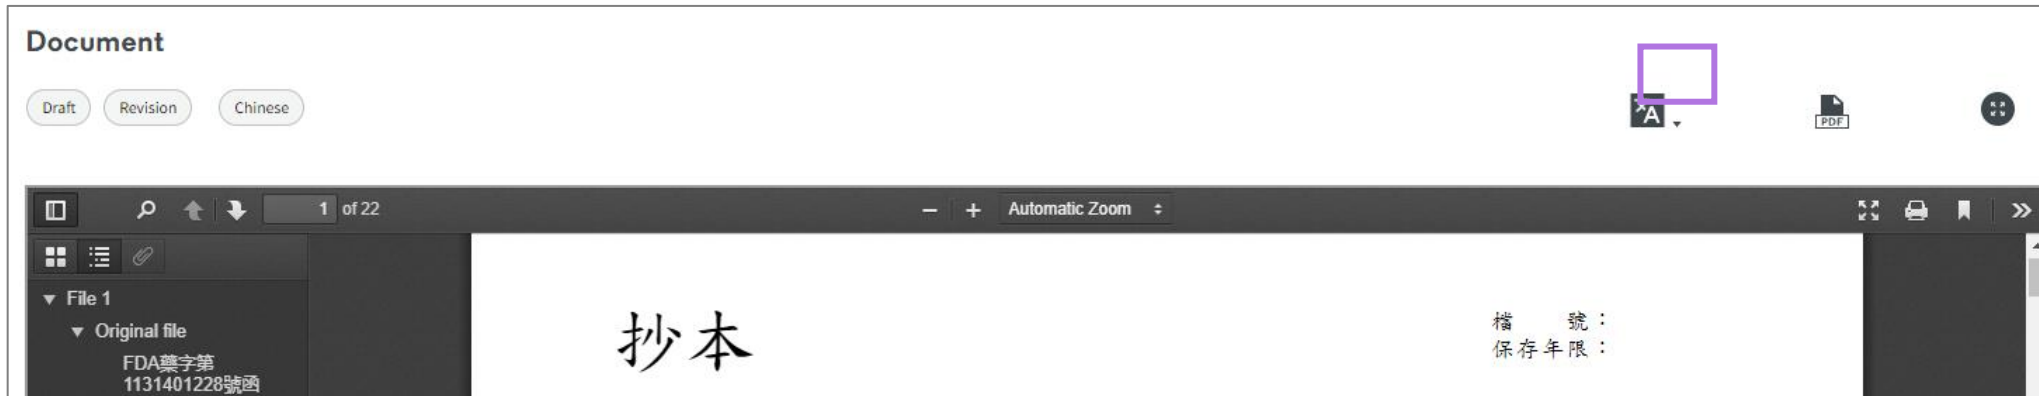 Document
Draft Revision Chinese
PDF
1 of 22
Automatic Zoom
File 1
Original file
FDA藥字第
1131401228號函
抄本
檔 號：
保存年限：